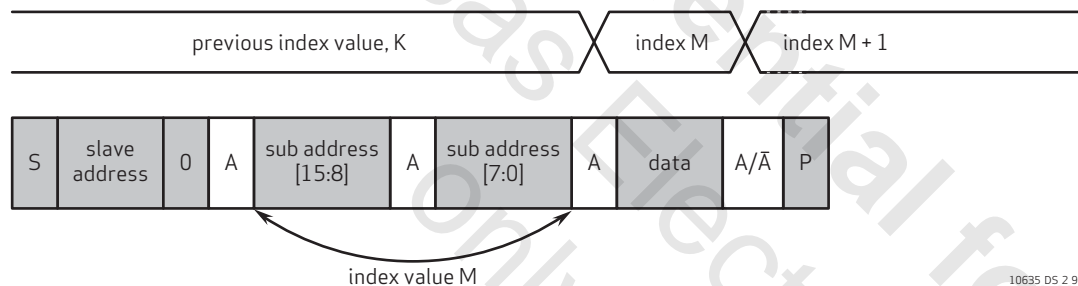 previous index value, K index M index M + 1
S slave address 0 A sub address [15:8] A sub address [7:0] A data A/Ā P
index value M
10635 DS 2 9